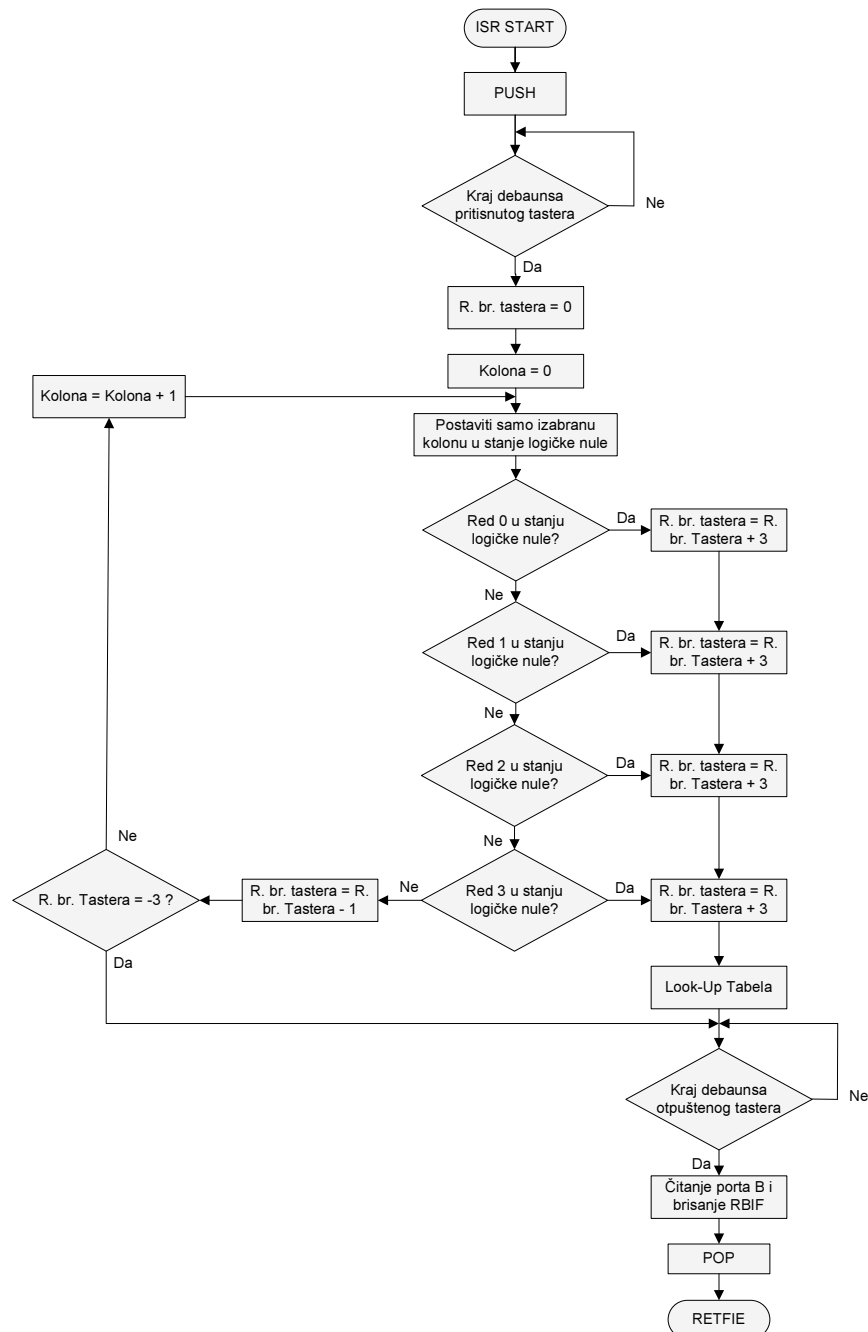 ISR START
PUSH
Kraj debaunsa
pritisnutog tastera
Ne
Da
R. br. tastera = 0
Kolona = 0
Kolona = Kolona + 1
Postaviti samo izabranu
kolonu u stanje logičke nule
Red 0 u stanju
logičke nule?
Da
R. br. tastera = R.
br. Tastera + 3
Ne
Red 1 u stanju
logičke nule?
Da
R. br. tastera = R.
br. Tastera + 3
Ne
Red 2 u stanju
logičke nule?
Da
R. br. tastera = R.
br. Tastera + 3
Ne
Red 3 u stanju
logičke nule?
Da
R. br. tastera = R.
br. Tastera + 3
Ne
R. br. tastera = R.
br. Tastera - 1
R. br. Tastera = -3 ?
Ne
Da
Look-Up Tabela
Kraj debaunsa
otpuštenog tastera
Ne
Da
Čitanje porta B i
brisanje RBIF
POP
RETFIE